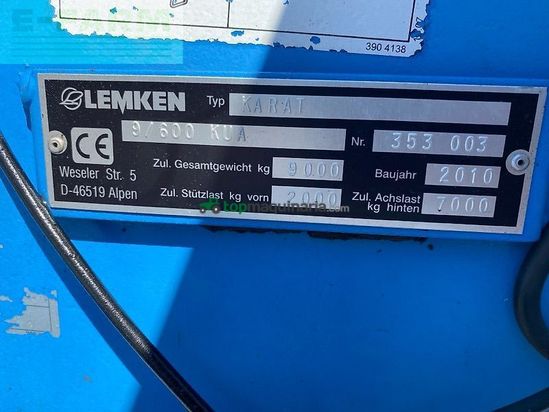 390 4138
LEMKEN Typ KARAT
9/600 KUA
Nr. 353 003
Weseler Str. 5
D-46519 Alpen
Zul. Gesamtgewicht kg 9000
Baujahr 2010
Zul. Stützlast kg vorn 2000
Zul. Achslast
kg hinten 7000
CE
topmaquinaria.com